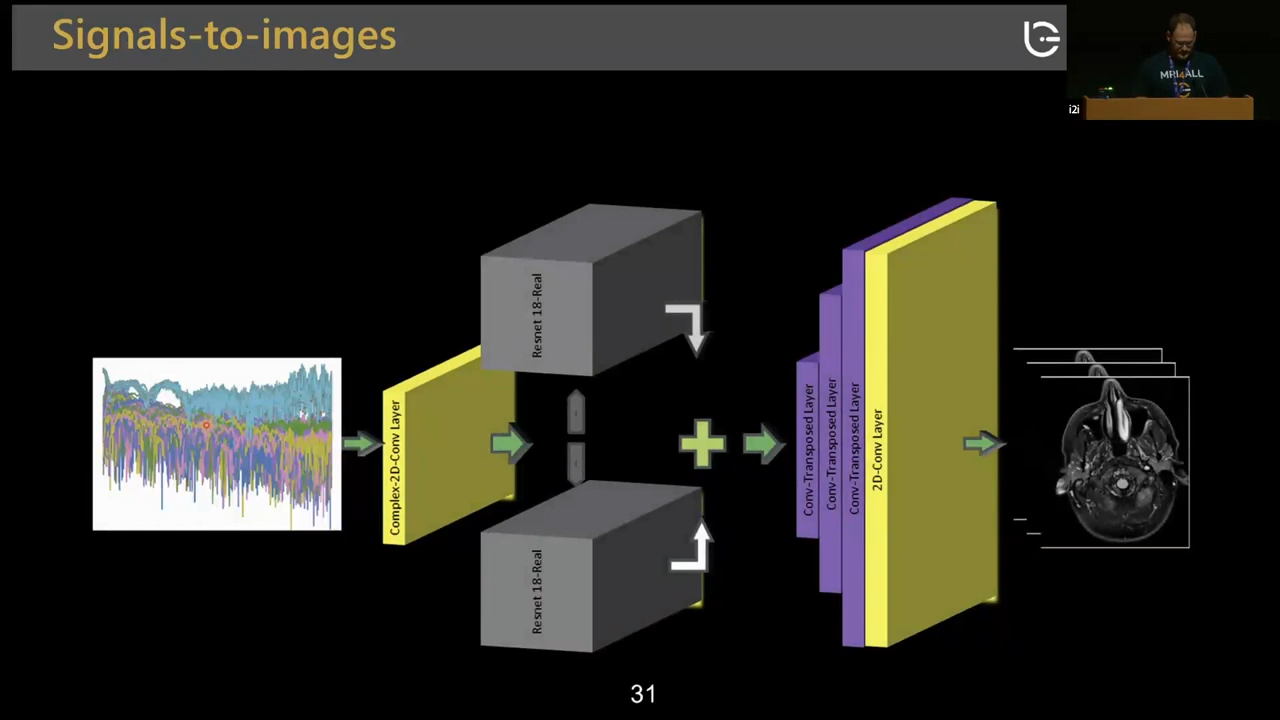 Signals-to-images
MRI4ALL
i2i
Resnet 18-Real
Complex-2D-Conv Layer
Resnet 18-Real
Conv-Transposed Layer
Conv-Transposed Layer
Conv-Transposed Layer
2D-Conv Layer
31